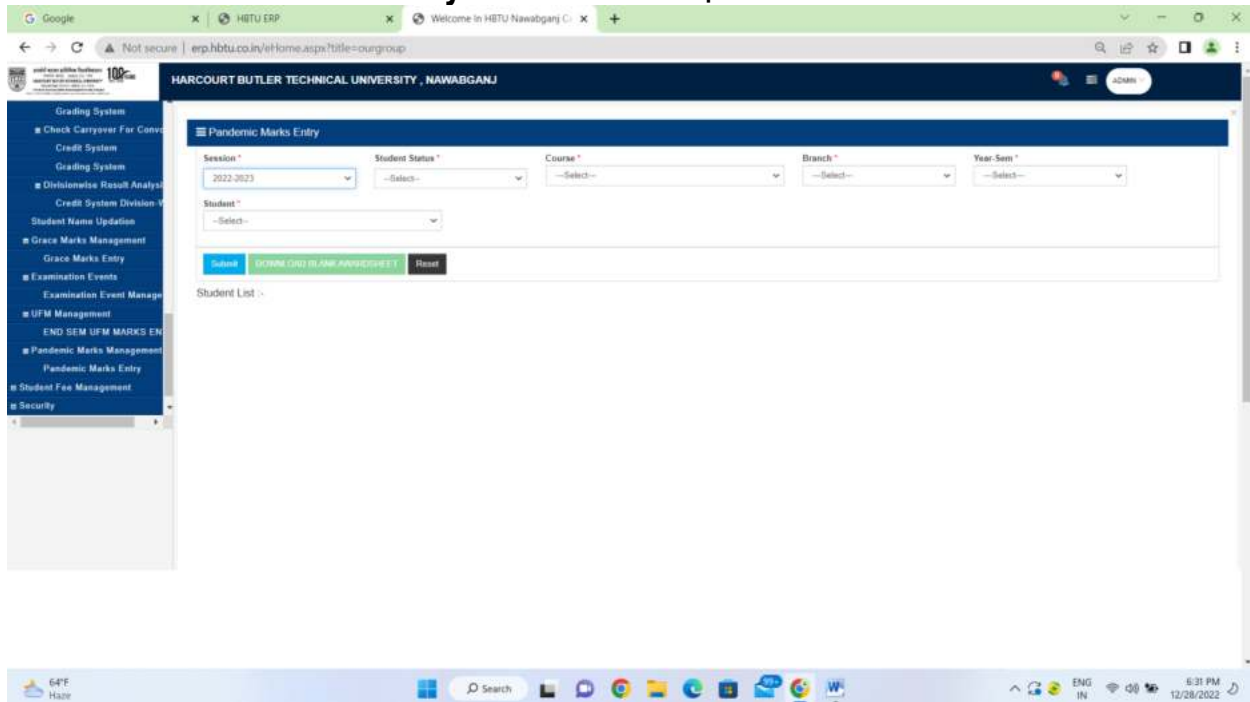 Google
HBTU ERP
Welcome In HBTU Nawabganj C
Not secure | erp.hbtu.co.in/eHome.aspx?title=ourgroup
100
HARCOURT BUTLER TECHNICAL UNIVERSITY , NAWABGANJ
ADMIN
Grading System
Check Carryover For Convo
Credit System
Grading System
Divisionwise Result Analysi
Credit System Division-W
Student Name Updation
Grace Marks Management
Grace Marks Entry
Examination Events
Examination Event Manage
UFM Management
END SEM UFM MARKS EN
Pandemic Marks Management
Pandemic Marks Entry
Student Fee Management
Security
Pandemic Marks Entry
Session * Student Status * Course * Branch * Year-Sem *
2022-2023 --Select-- ---Select--- ---Select--- ---Select---
Student *
--Select--
Submit DOWNLOAD BLANK AWARDSHEET Reset
Student List :-
64°F
Haze
Search
99+
ENG
IN
6:31 PM
12/28/2022